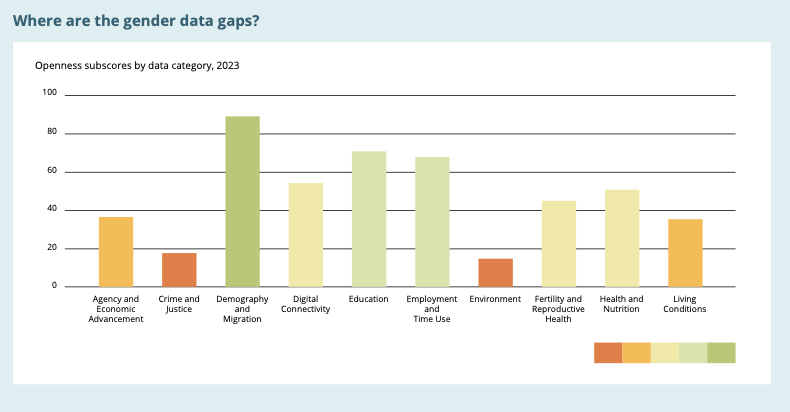 Where are the gender data gaps?
Openness subscores by data category, 2023
100
80
60
40
20
0
Agency and
Economic
Advancement
Crime and
Justice
Demography
and
Migration
Digital
Connectivity
Education
Employment
and
Time Use
Environment
Fertility and
Reproductive
Health
Health and
Nutrition
Living
Conditions